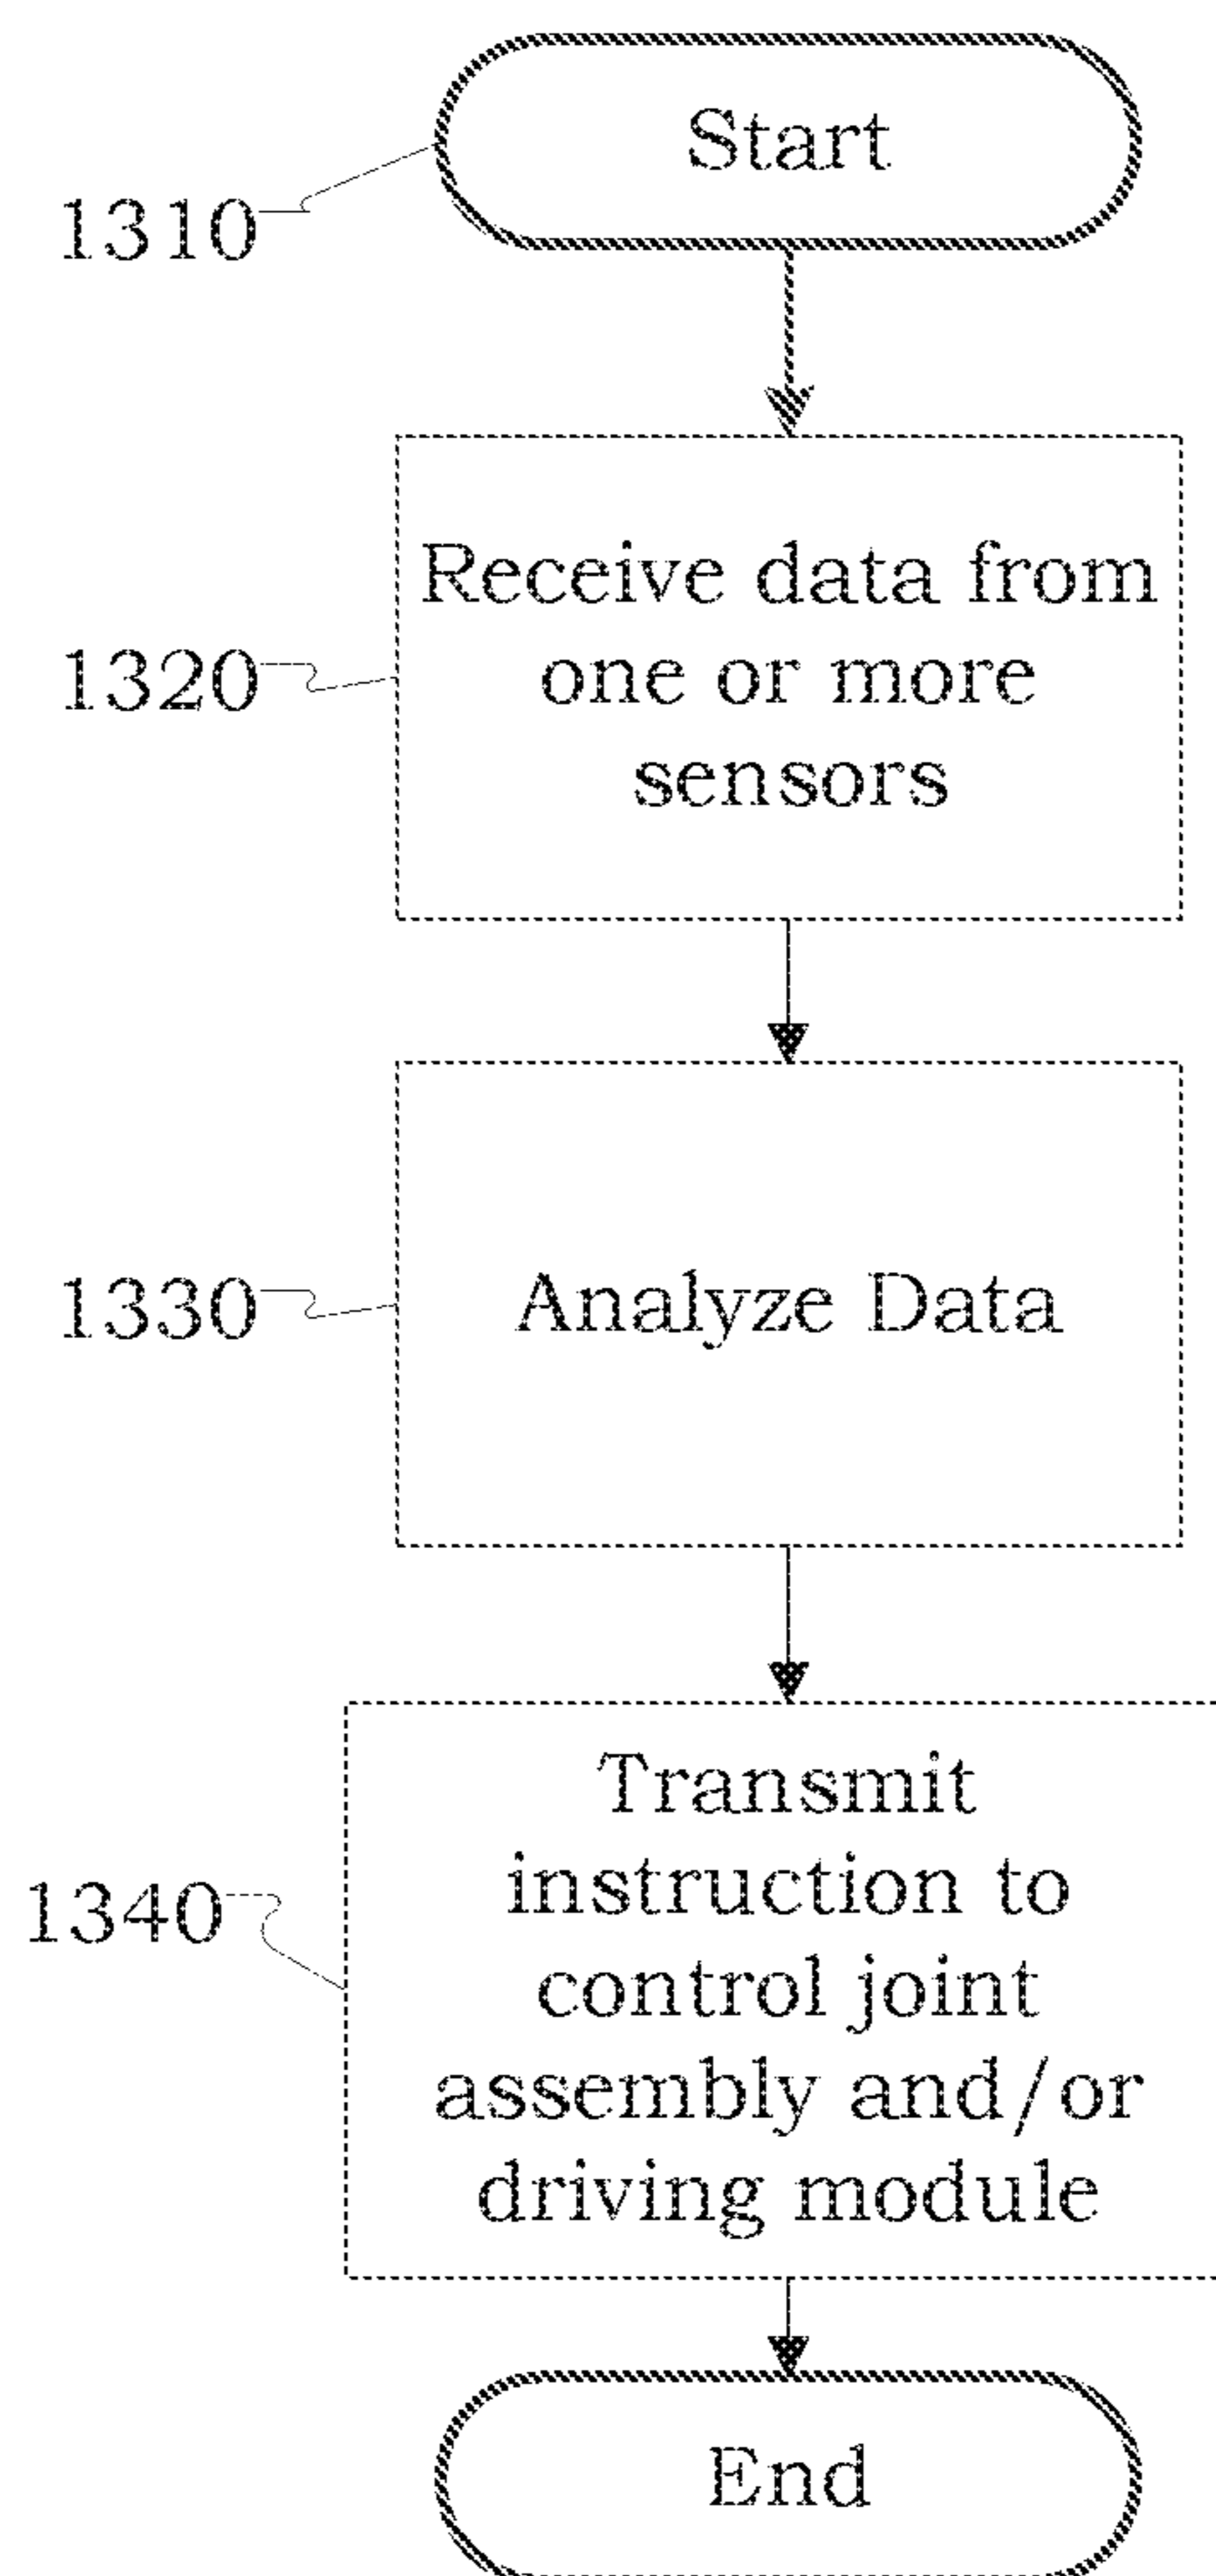 Start
1310
Receive data from
one or more
sensors
1320
Analyze Data
1330
Transmit
instruction to
control joint
assembly and/or
driving module
1340
End